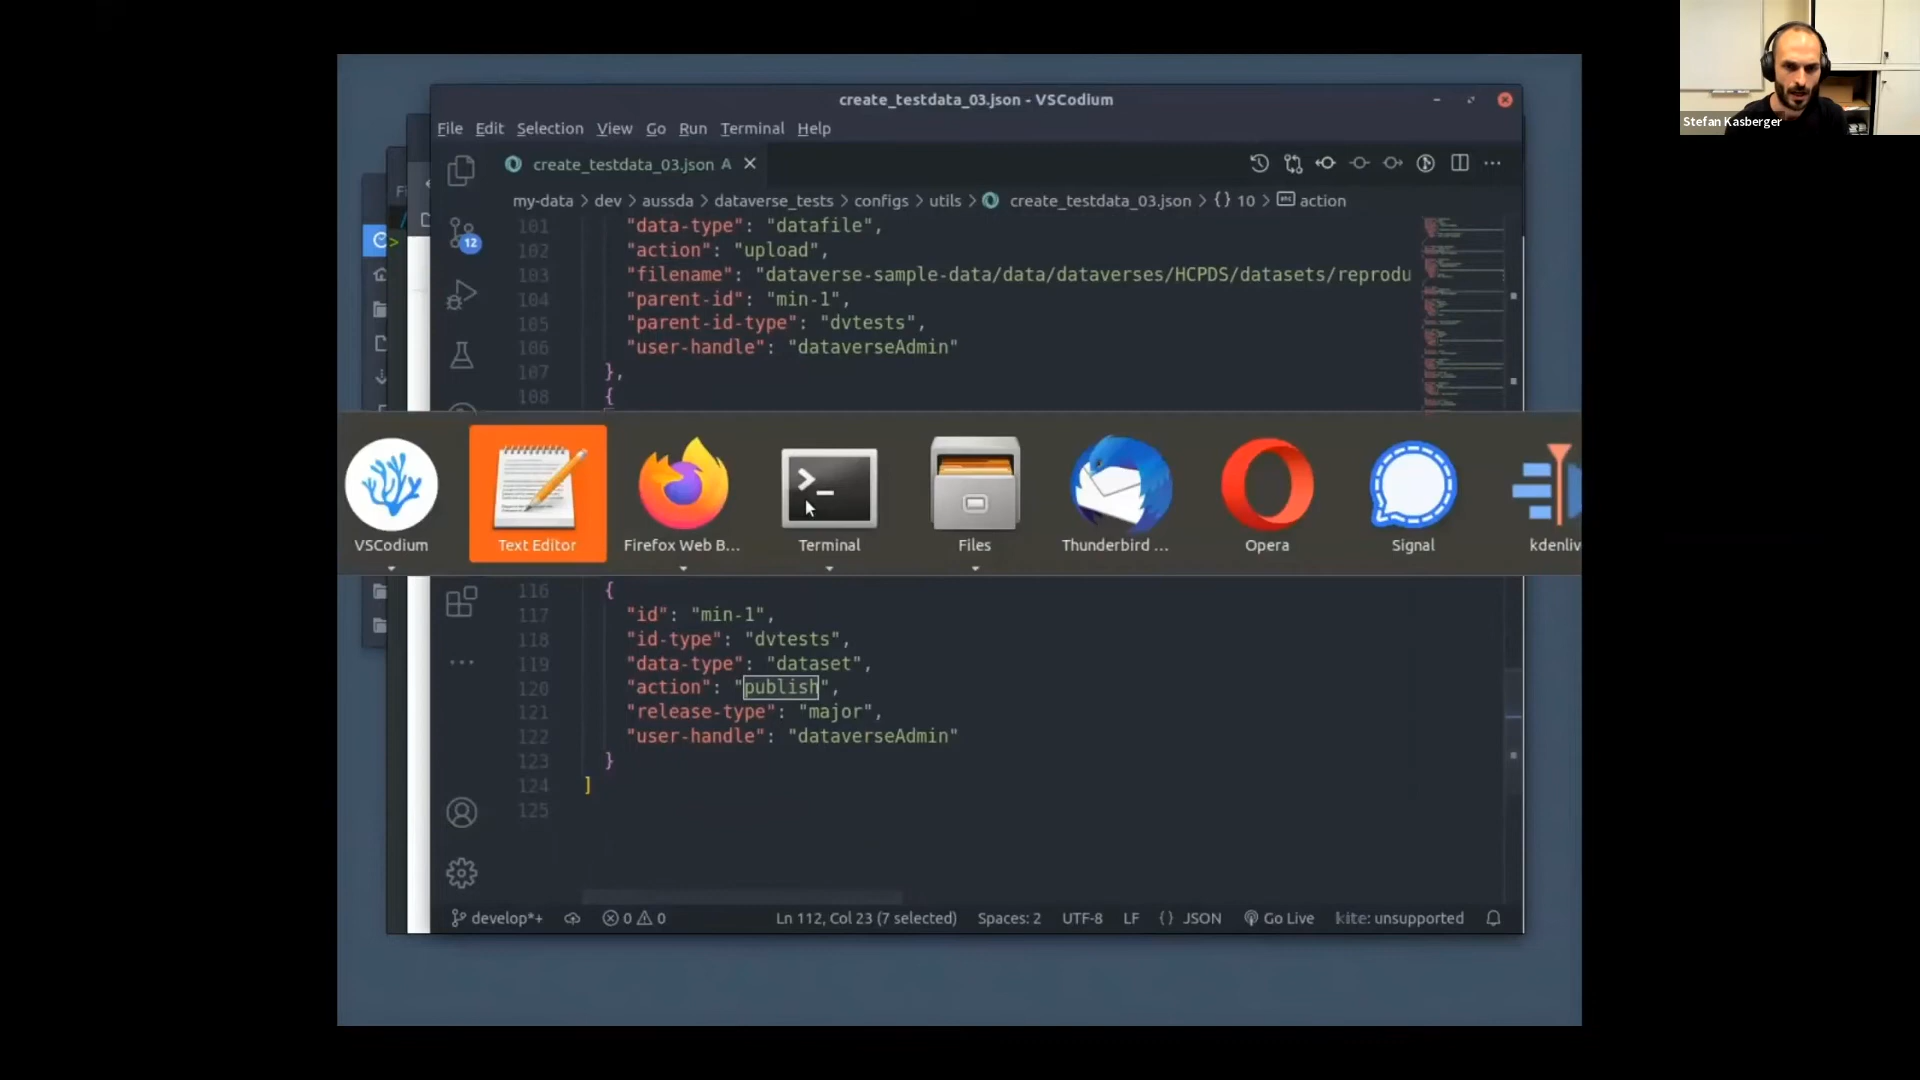 Stefan Kasberger
create_testdata_03.json - VSCodium
File Edit Selection View Go Run Terminal Help
create_testdata_03.json A
my-data > dev > aussda > dataverse_tests > configs > utils > create_testdata_03.json > {} 10 > action
101 "data-type": "datafile",
102 "action": "upload",
103 "filename": "dataverse-sample-data/data/dataverses/HCPDS/datasets/reprodu
104 "parent-id": "min-1",
105 "parent-id-type": "dvtests",
106 "user-handle": "dataverseAdmin"
107 },
108 {
12
VSCodium Text Editor Firefox Web B... Terminal Files Thunderbird ... Opera Signal kdenliv
116 {
117 "id": "min-1",
118 "id-type": "dvtests",
119 "data-type": "dataset",
120 "action": "publish",
121 "release-type": "major",
122 "user-handle": "dataverseAdmin"
123 }
124 ]
125
develop*+ 0 0 Ln 112, Col 23 (7 selected) Spaces: 2 UTF-8 LF {} JSON Go Live kite: unsupported